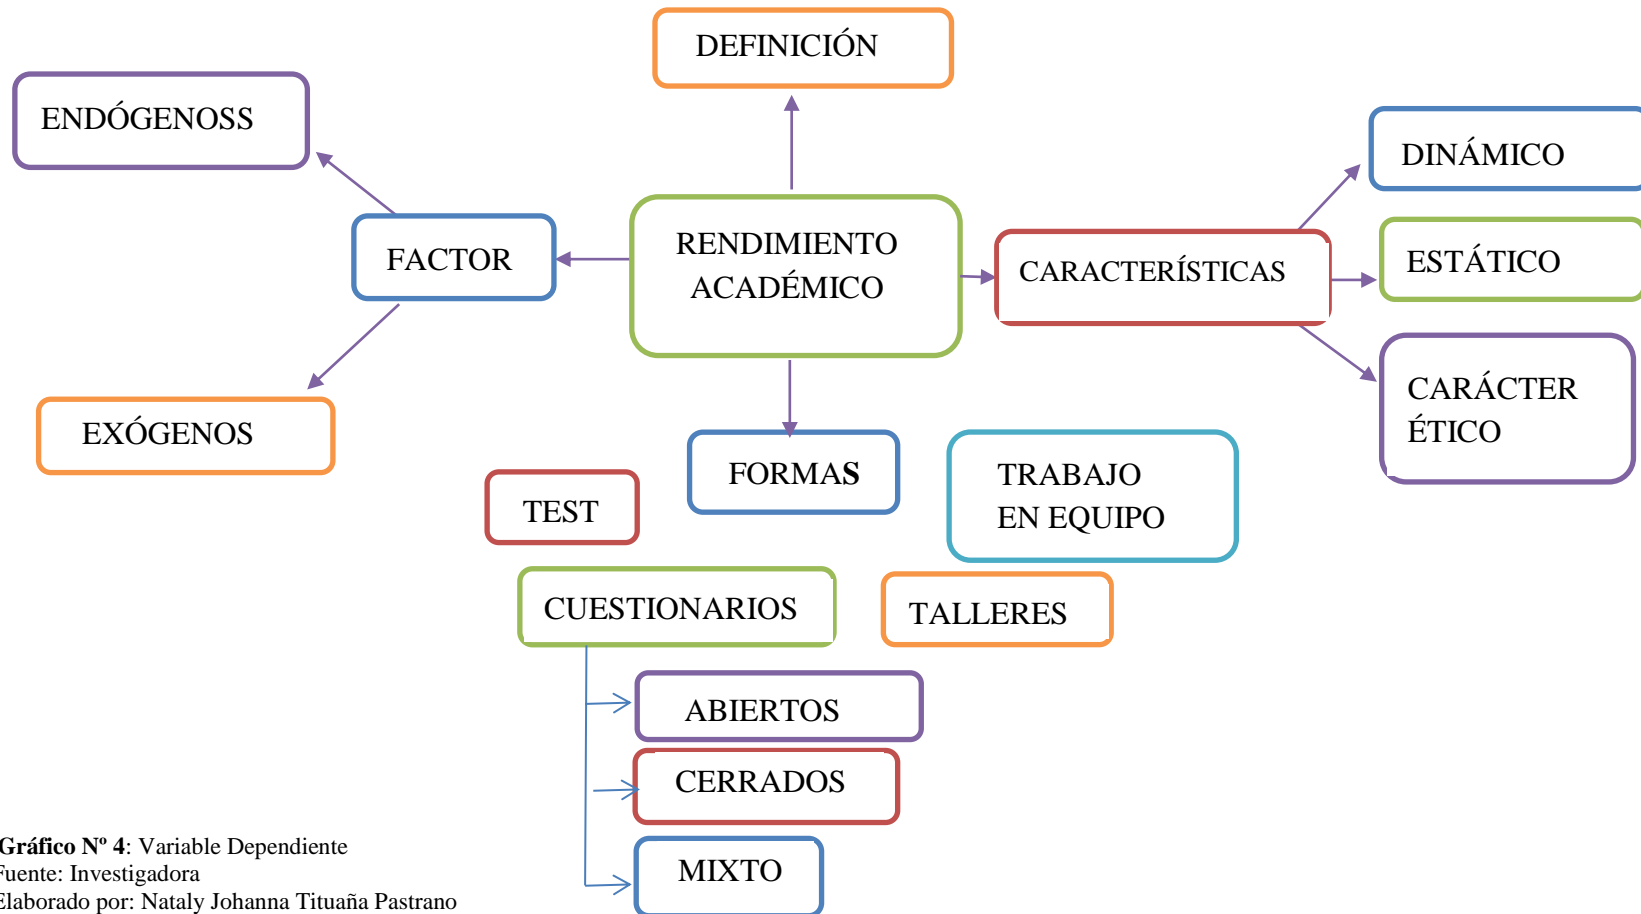 DEFINICIÓN
ENDÓGENOSS
DINÁMICO
RENDIMIENTO
ACADÉMICO
FACTOR
CARACTERÍSTICAS
ESTÁTICO
CARÁCTER
ÉTICO
EXÓGENOS
FORMAS
TRABAJO
EN EQUIPO
TEST
CUESTIONARIOS
TALLERES
ABIERTOS
CERRADOS
MIXTO
Gráfico Nº 4: Variable Dependiente
Fuente: Investigadora
Elaborado por: Nataly Johanna Tituaña Pastrano